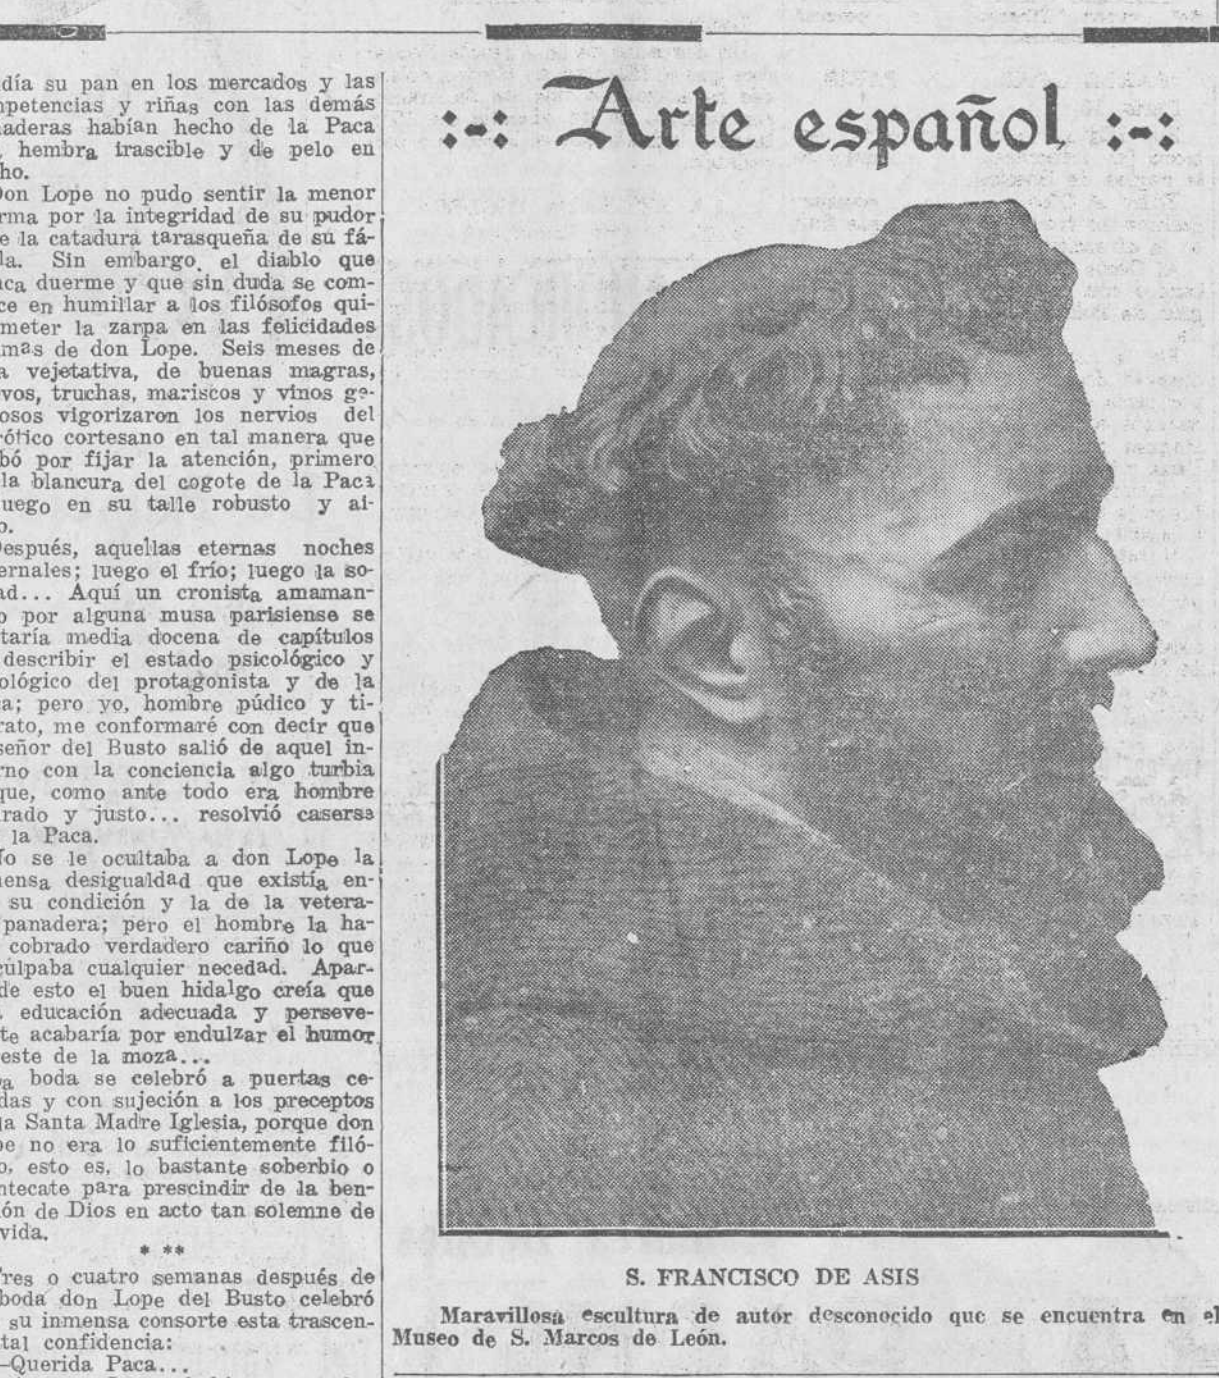 día su pan en los mercados y las
mpetencias y riñas con las demás
naderas habían hecho de la Paca
hembra irascible y de pelo en
ho.
Don Lope no pudo sentir la menor
rma por la integridad de su pudor
e la catadura tarasqueña de su fá-
la. Sin embargo, el diablo que
nca duerme y que sin duda se com-
ce en humillar a los filósofos qui-
meter la zarpa en las felicidades
mas de don Lope. Seis meses de
a vejetativa, de buenas magras,
vos, truchas, mariscos y vinos ge-
osos vigorizaron los nervios del
rótico cortesano en tal manera que
bó por fijar la atención, primero
la blancura del cogote de la Paca
uego en su talle robusto y ai-
o.
Después, aquellas eternas noches
ernales; luego el frío; luego la so-
ad... Aquí un cronista amaman-
o por alguna musa parisiense se
taría media docena de capítulos
describir el estado psicológico y
ológico del protagonista y de la
a; pero yo, hombre púdico y ti-
rato, me conformaré con decir que
señor del Busto salió de aquel in-
rno con la conciencia algo turbia
que, como ante todo era hombre
rado y justo... resolvió casersa
la Paca.
No se le ocultaba a don Lope la
mensa desigualdad que existía en-
su condición y la de la vetera-
panadera; pero el hombre la ha-
cobrado verdadero cariño lo que
culpaba cualquier necedad. Apar-
de esto el buen hidalgo creía que
educación adecuada y perseve-
te acabaría por endulzar el humor
este de la moza...
La boda se celebró a puertas ce-
das y con sujeción a los preceptos
la Santa Madre Iglesia, porque don
pe no era lo suficientemente filó-
o, esto es, lo bastante soberbio o
ntecate para prescindir de la ben-
ión de Dios en acto tan solemne de
vida.
* **
Tres o cuatro semanas después de
boda don Lope del Busto celebró
su inmensa consorte esta trascen-
tal confidencia:
—Querida Paca...
:-: Arte español :-:
S. FRANCISCO DE ASIS
Maravillosa escultura de autor desconocido que se encuentra en el
Museo de S. Marcos de León.